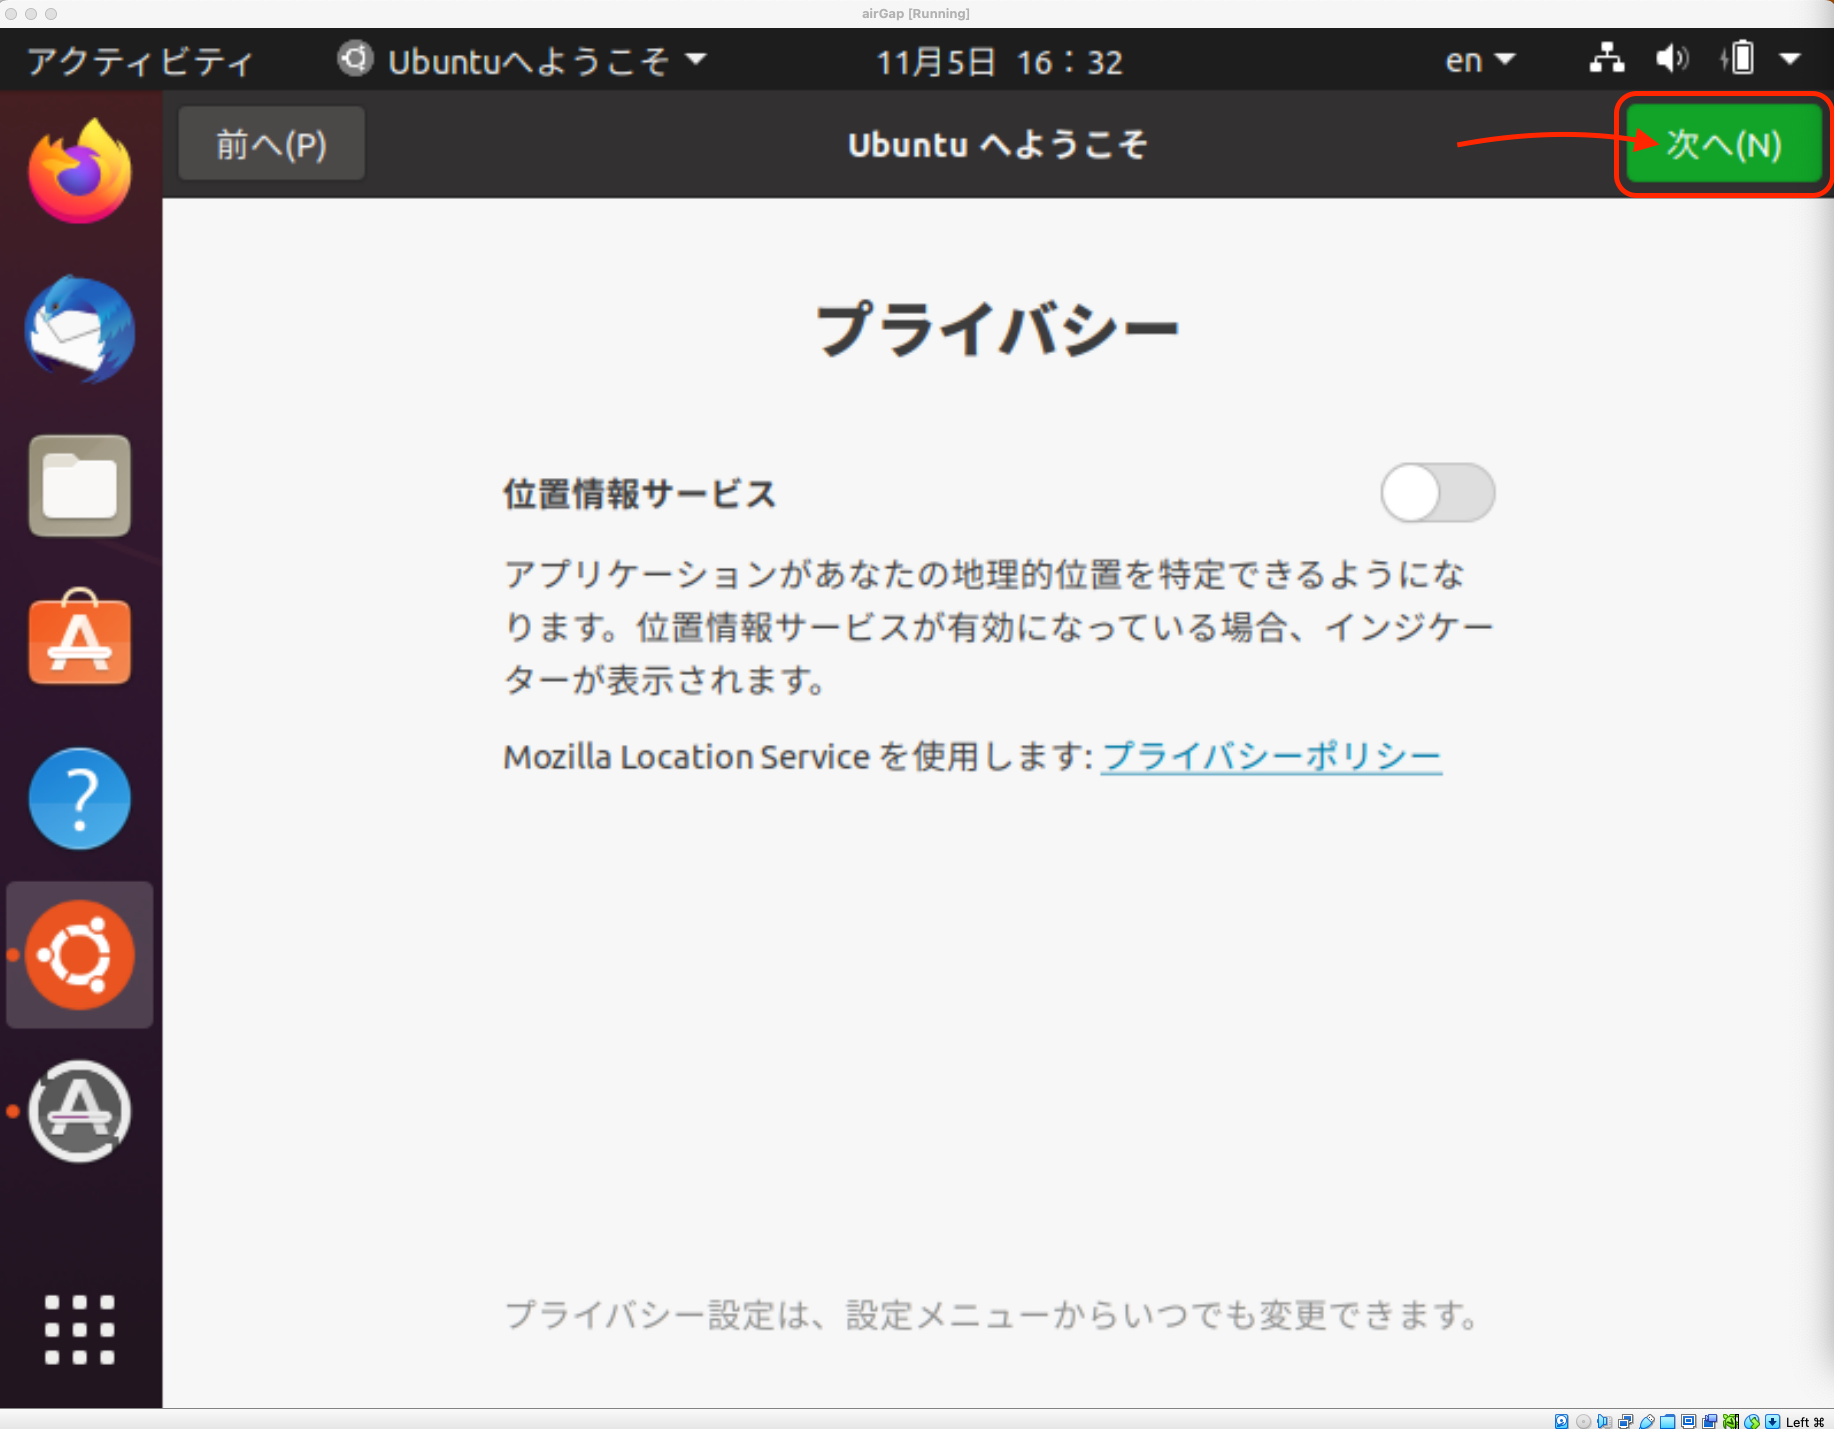 airGap [Running]
アクティビティ
Ubuntuへようこそ
11月5日 16：32
en
前へ(P)
Ubuntu へようこそ
次へ(N)
プライバシー
位置情報サービス
アプリケーションがあなたの地理的位置を特定できるようにな
ります。位置情報サービスが有効になっている場合、インジケー
ターが表示されます。
Mozilla Location Service を使用します: プライバシーポリシー
プライバシー設定は、設定メニューからいつでも変更できます。
Left ⌘